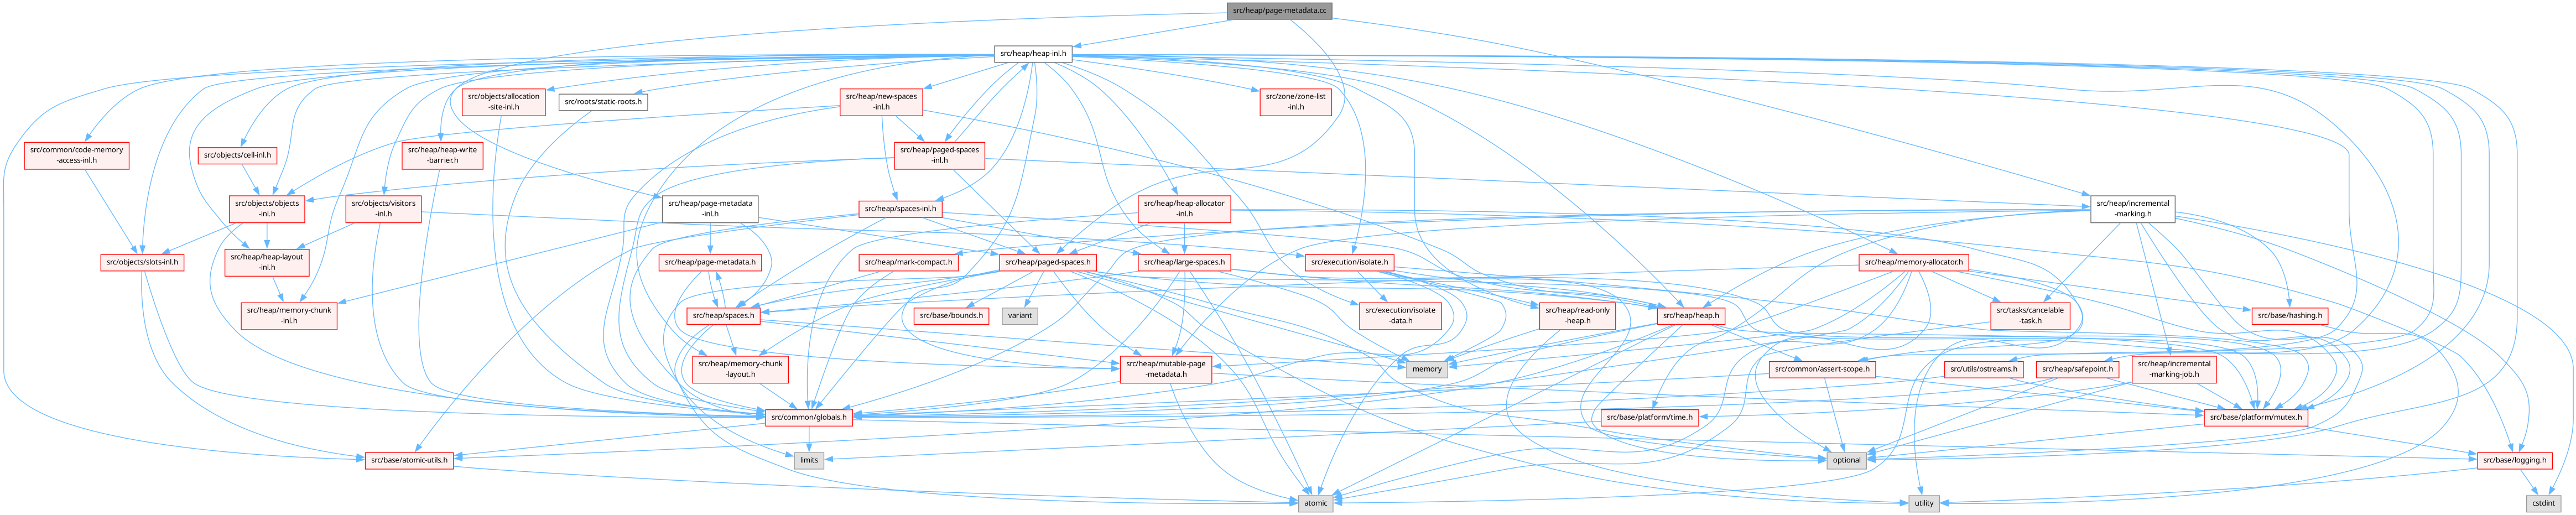 src/heap/page-metadata.cc
src/heap/heap-inl.h
src/objects/allocation
-site-inl.h
src/roots/static-roots.h
src/heap/new-spaces
-inl.h
src/zone/zone-list
-inl.h
src/common/code-memory
-access-inl.h
src/objects/cell-inl.h
src/heap/heap-write
-barrier.h
src/heap/paged-spaces
-inl.h
src/objects/objects
-inl.h
src/objects/visitors
-inl.h
src/heap/page-metadata
-inl.h
src/heap/spaces-inl.h
src/heap/heap-allocator
-inl.h
src/heap/incremental
-marking.h
src/objects/slots-inl.h
src/heap/heap-layout
-inl.h
src/heap/page-metadata.h
src/heap/mark-compact.h
src/heap/paged-spaces.h
src/heap/large-spaces.h
src/execution/isolate.h
src/heap/memory-allocator.h
src/heap/memory-chunk
-inl.h
src/heap/spaces.h
src/base/bounds.h
variant
src/execution/isolate
-data.h
src/heap/read-only
-heap.h
src/heap/heap.h
src/tasks/cancelable
-task.h
src/base/hashing.h
src/heap/memory-chunk
-layout.h
src/heap/mutable-page
-metadata.h
memory
src/common/assert-scope.h
src/utils/ostreams.h
src/heap/safepoint.h
src/heap/incremental
-marking-job.h
src/common/globals.h
src/base/platform/time.h
src/base/platform/mutex.h
src/base/atomic-utils.h
limits
optional
src/base/logging.h
atomic
utility
cstdint